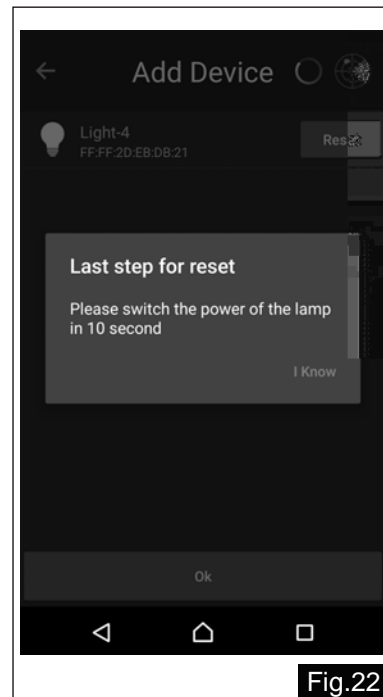 Add Device
Light-4
FF:FF:2D:EB:DB:21
Reset
Last step for reset
Please switch the power of the lamp
in 10 second
I Know
Ok
Fig.22